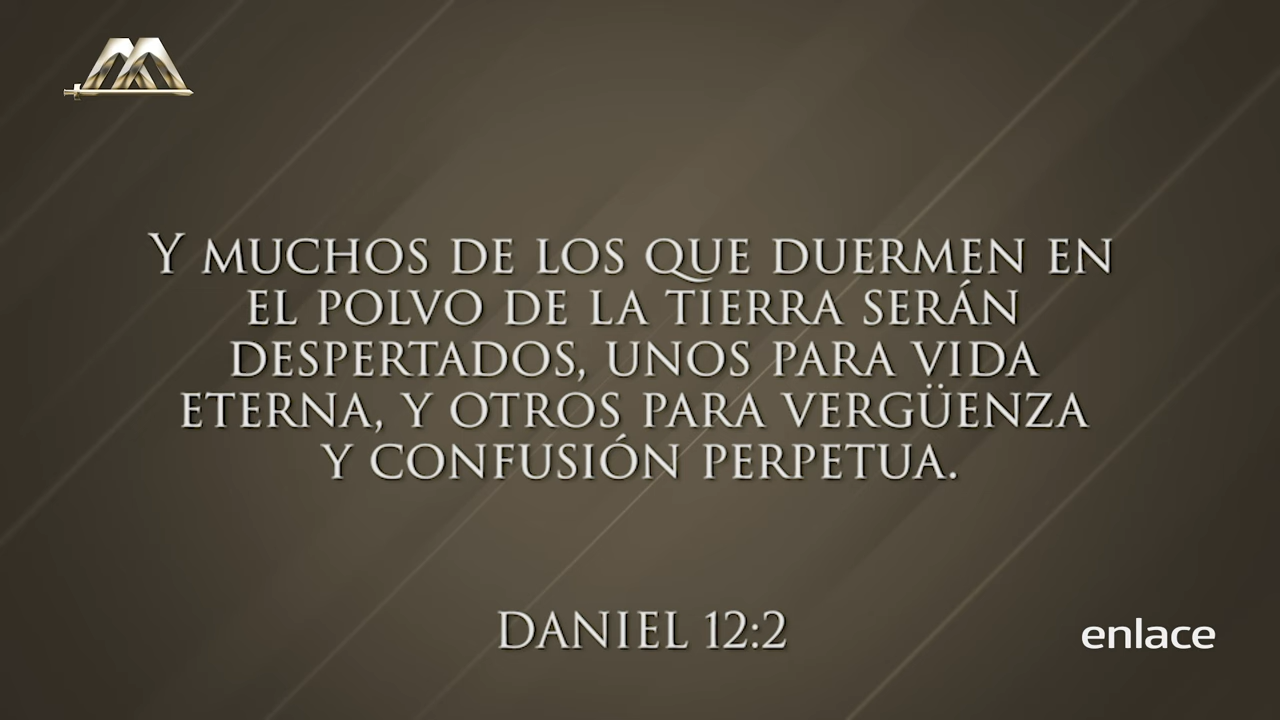 Y MUCHOS DE LOS QUE DUERMEN EN
EL POLVO DE LA TIERRA SERÁN
DESPERTADOS, UNOS PARA VIDA
ETERNA, Y OTROS PARA VERGÜENZA
Y CONFUSIÓN PERPETUA.
DANIEL 12:2
enlace